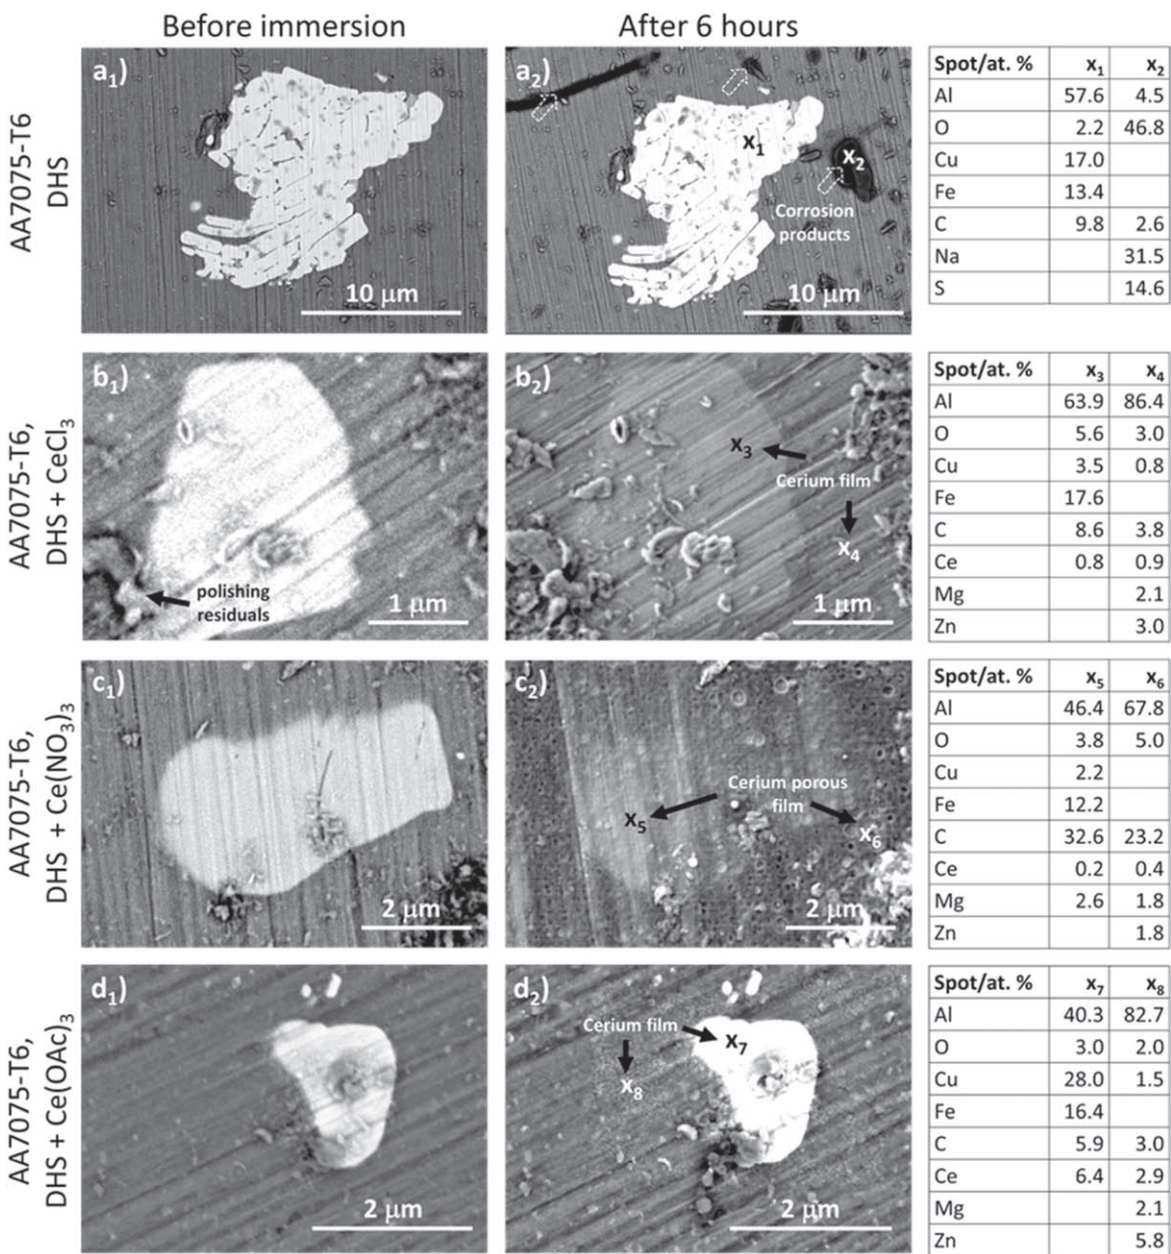 Before immersion After 6 hours
AA7075-T6
DHS
a₁)
10 μm
a₂)
x₁
x₂
Corrosion
products
10 μm
Spot/at. % x₁ x₂
Al 57.6 4.5
O 2.2 46.8
Cu 17.0
Fe 13.4
C 9.8 2.6
Na 31.5
S 14.6
AA7075-T6,
DHS + CeCl₃
b₁)
polishing
residuals
1 μm
b₂)
x₃
Cerium film
x₄
1 μm
Spot/at. % x₃ x₄
Al 63.9 86.4
O 5.6 3.0
Cu 3.5 0.8
Fe 17.6
C 8.6 3.8
Ce 0.8 0.9
Mg 2.1
Zn 3.0
AA7075-T6,
DHS + Ce(NO₃)₃
c₁)
2 μm
c₂)
Cerium porous
film
x₅
x₆
2 μm
Spot/at. % x₅ x₆
Al 46.4 67.8
O 3.8 5.0
Cu 2.2
Fe 12.2
C 32.6 23.2
Ce 0.2 0.4
Mg 2.6 1.8
Zn 1.8
AA7075-T6,
DHS + Ce(OAc)₃
d₁)
2 μm
d₂)
Cerium film
x₇
x₈
2 μm
Spot/at. % x₇ x₈
Al 40.3 82.7
O 3.0 2.0
Cu 28.0 1.5
Fe 16.4
C 5.9 3.0
Ce 6.4 2.9
Mg 2.1
Zn 5.8